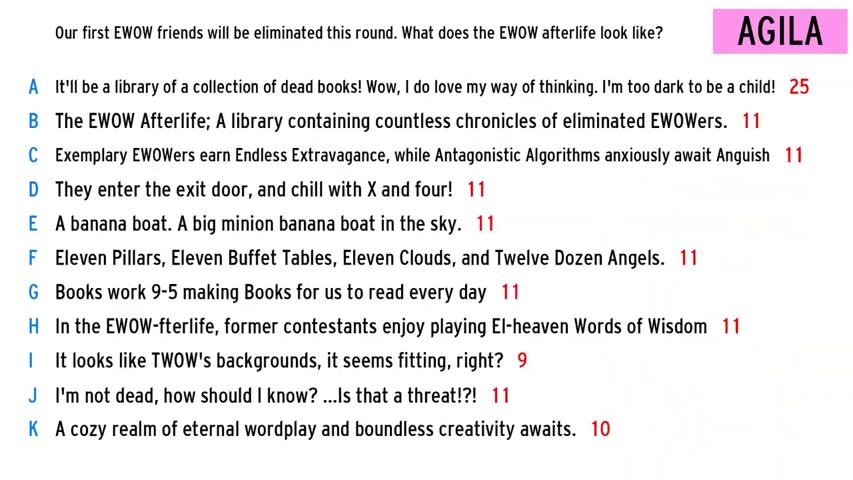 Our first EWOW friends will be eliminated this round. What does the EWOW afterlife look like?
AGILA
A It'll be a library of a collection of dead books! Wow, I do love my way of thinking. I'm too dark to be a child! 25
B The EWOW Afterlife; A library containing countless chronicles of eliminated EWOWers. 11
C Exemplary EWOWers earn Endless Extravagance, while Antagonistic Algorithms anxiously await Anguish 11
D They enter the exit door, and chill with X and four! 11
E A banana boat. A big minion banana boat in the sky. 11
F Eleven Pillars, Eleven Buffet Tables, Eleven Clouds, and Twelve Dozen Angels. 11
G Books work 9-5 making Books for us to read every day 11
H In the EWOW-fterlife, former contestants enjoy playing El-heaven Words of Wisdom 11
I It looks like TWOW's backgrounds, it seems fitting, right? 9
J I'm not dead, how should I know? ...Is that a threat!?! 11
K A cozy realm of eternal wordplay and boundless creativity awaits. 10